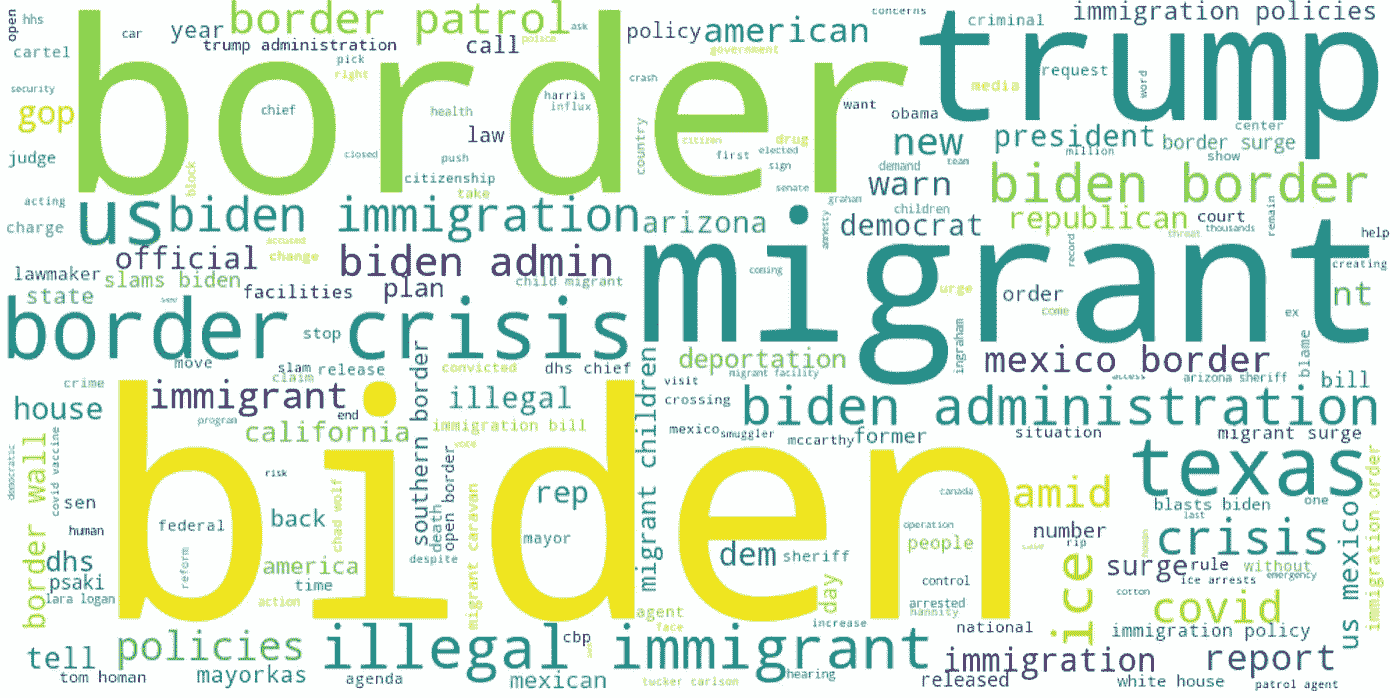 open
hhs
cartel
security
gop
judge
acting
charge
car
year
trump administration
border patrol
call
pick
right
police
ask
concerns
policy
american
government
criminal
immigration policies
border
trump
chief
health
harris
influx
crash
want
obama
media
request
word
law
country
citizen
drug
new
president
center
border surge
closed
push
first
elected
sign
demand
team
million
show
block
citizenship
take
senate
warn
biden border
us
biden immigration
arizona
graham
children
amnesty
democrat
republican
court
thousands
remain
official
accused
change
biden admin
migrant
record
threat
help
creating
lawmaker
slams biden
state
facilities
plan
child migrant
coming
urge
order
come
nt
ex
border crisis
stop
ingraham
blame
move
slam
release
southern border
convicted
dhs chief
migrant children
deportation
migrant facility
visit
mexico border
access
arizona sheriff
bill
crime
claim
immigrant
end
illegal
crossing
biden administration
house
program
california
immigration bill
mexico
smuggler
mccarthy
former
situation
migrant surge
democratic
border wall
covid vaccine
biden
risk
death
open border
vote
texas
immigration order
sen
rep
canada
amid
blasts biden
one
last
human
federal
chad wolf
back
migrant caravan
mayor
operation
number
crisis
us mexico
dhs
reform
despite
dem
sheriff
people
rip
surge
rule
without
psaki
america
time
control
ice
ice arrests
emergency
lara logan
action
day
arrested
hannity
cotton
covid
agent
face
increase
tell
policies
illegal immigrant
cbp
national
immigration policy
tom homan
mayorkas
agenda
mexican
tucker carlson
hearing
released
immigration
report
white house
patrol agent